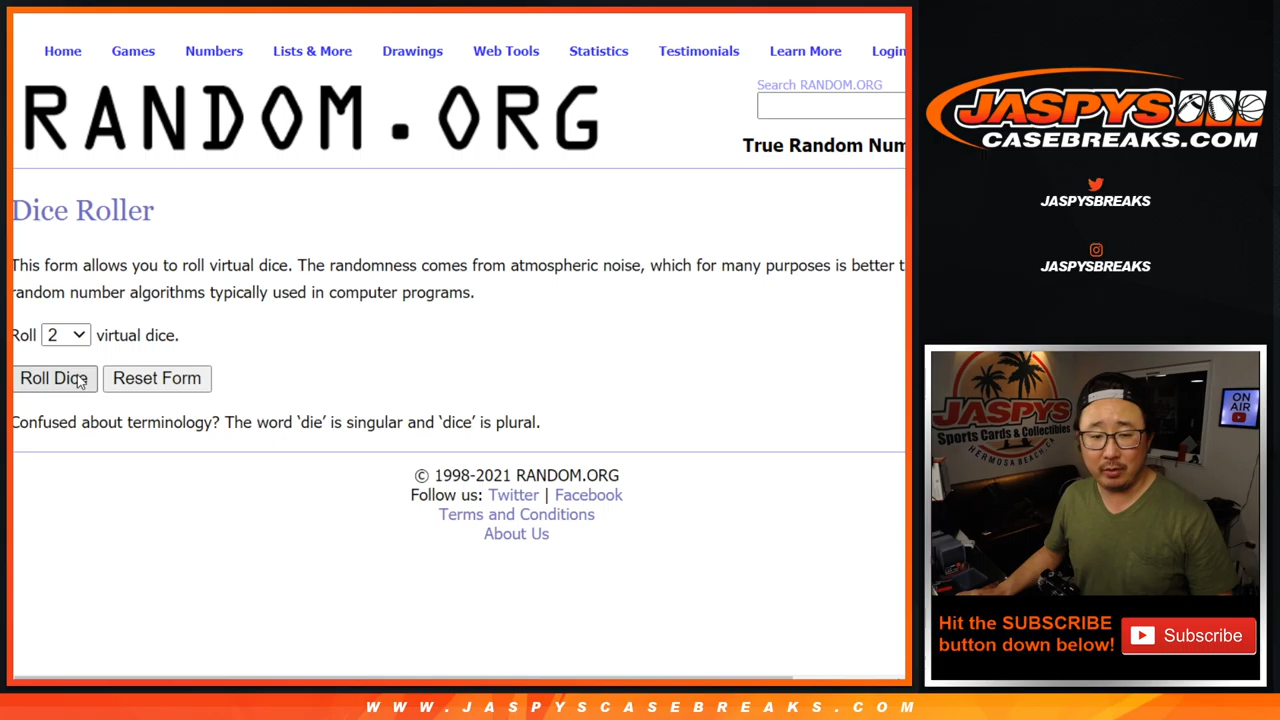 Home Games Numbers Lists & More Drawings Web Tools Statistics Testimonials Learn More Login
RANDOM.ORG
Search RANDOM.ORG
True Random Num
Dice Roller
This form allows you to roll virtual dice. The randomness comes from atmospheric noise, which for many purposes is better t
random number algorithms typically used in computer programs.
Roll 2 virtual dice.
Roll Dice Reset Form
Confused about terminology? The word ‘die’ is singular and ‘dice’ is plural.
© 1998-2021 RANDOM.ORG
Follow us: Twitter | Facebook
Terms and Conditions
About Us
JASPYS
CASEBREAKS.COM
JASPYSBREAKS
JASPYSBREAKS
JASPYS
Sports Cards & Collectibles
HERMOSA BEACH, CA
ON
AIR
Hit the SUBSCRIBE
button down below!
Subscribe
WWW.JASPYSCASEBREAKS.COM